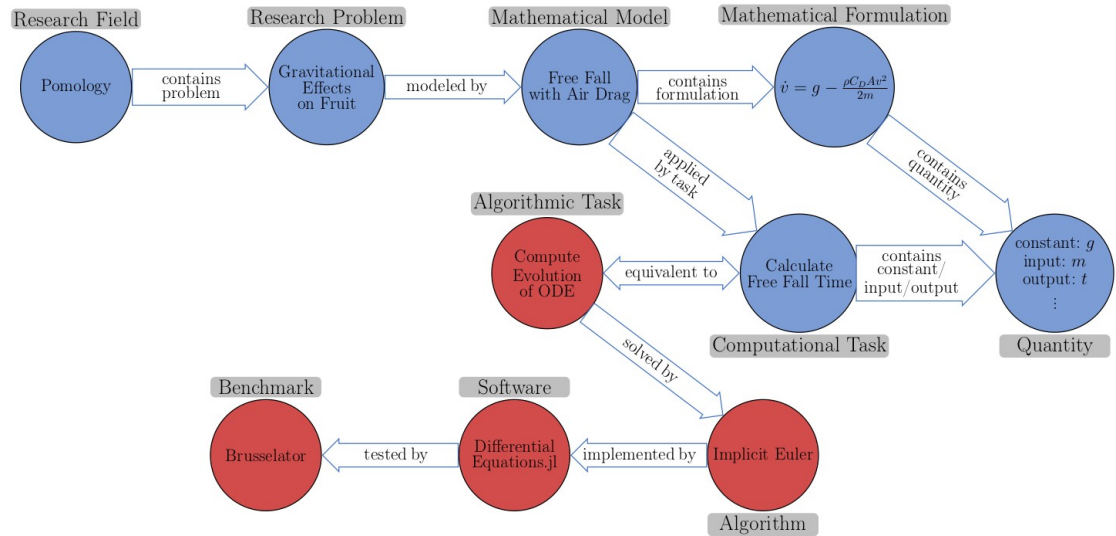 Research Field
Research Problem
Mathematical Model
Mathematical Formulation
Pomology
contains
problem
Gravitational
Effects
on Fruit
modeled by
Free Fall
with Air Drag
contains
formulation
v̇ = g − ρC_D Av²/2m
applied
by task
contains
quantity
Algorithmic Task
Compute
Evolution
of ODE
equivalent to
Calculate
Free Fall Time
contains
constant/
input/output
constant: g
input: m
output: t
⋮
Computational Task
Quantity
solved by
Benchmark
Software
Brusselator
tested by
Differential
Equations.jl
implemented by
Implicit Euler
Algorithm